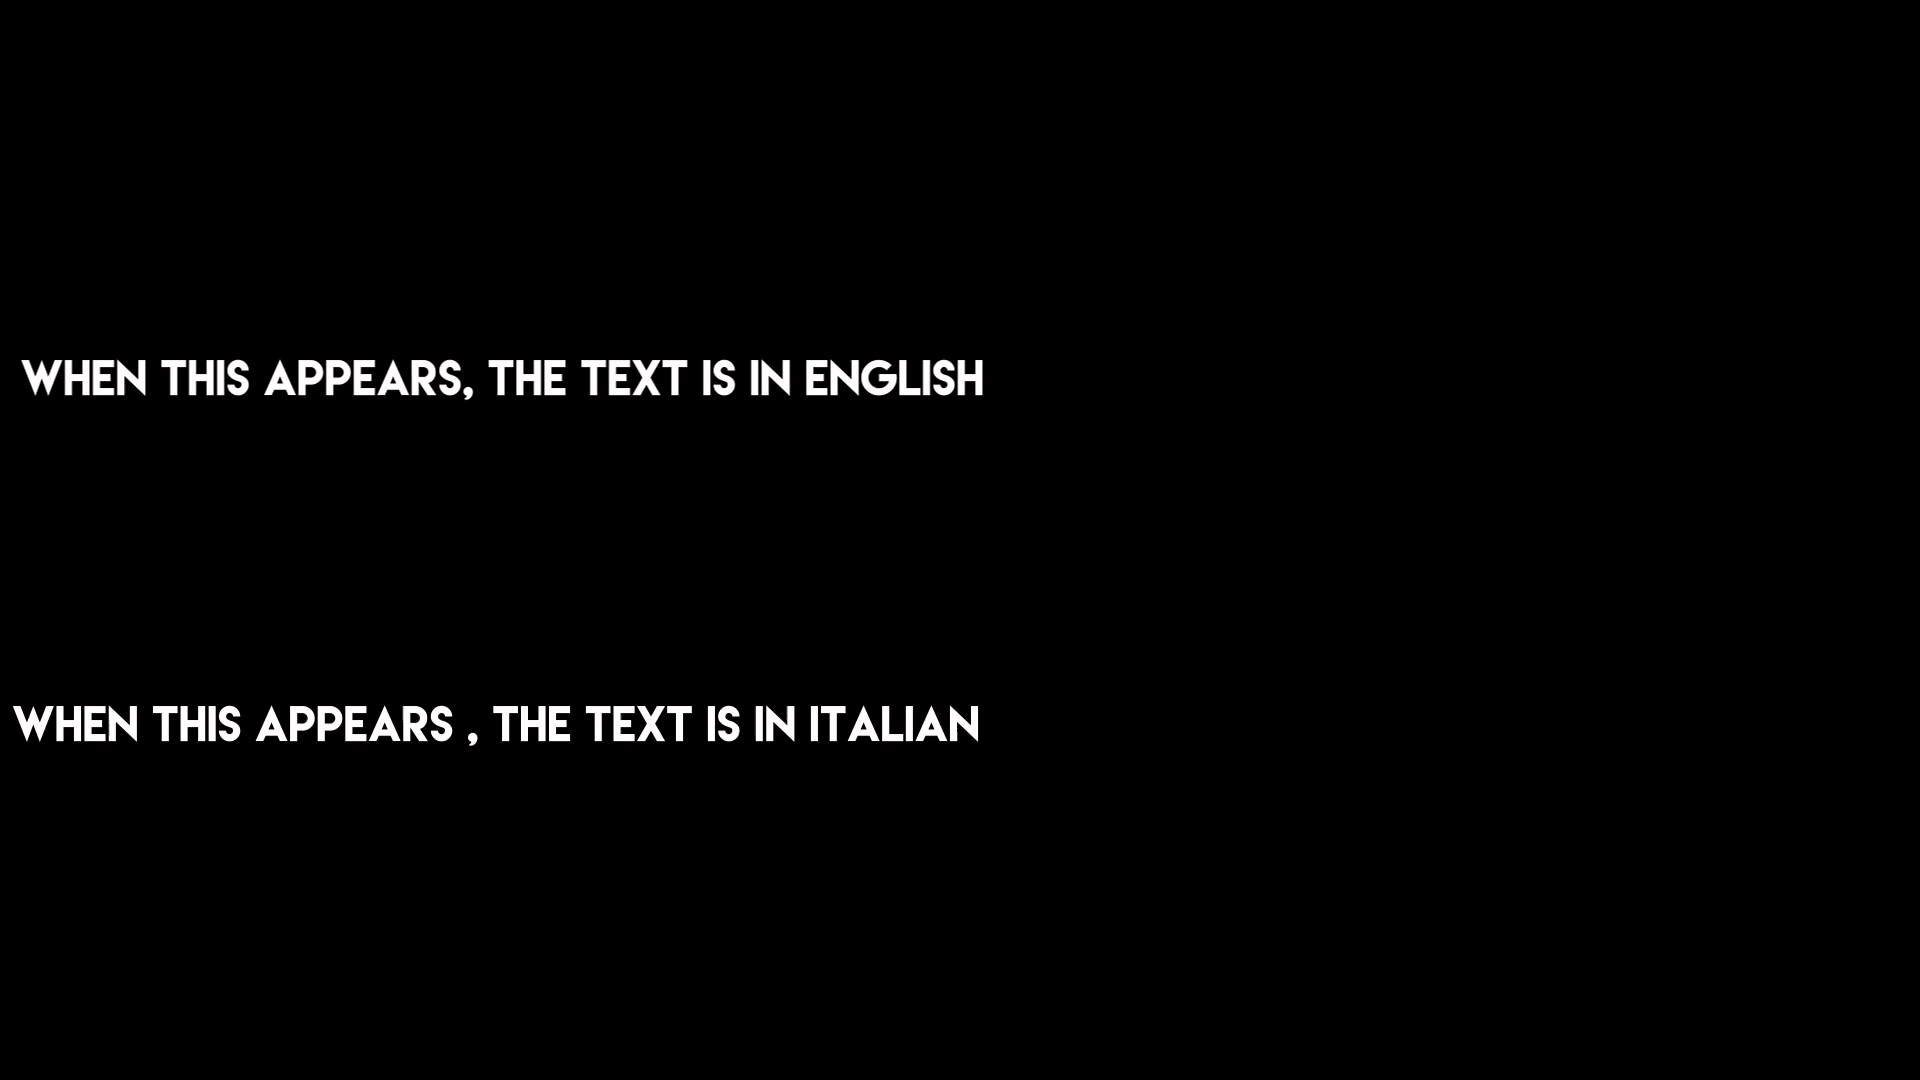 WHEN THIS APPEARS, THE TEXT IS IN ENGLISH
WHEN THIS APPEARS , THE TEXT IS IN ITALIAN